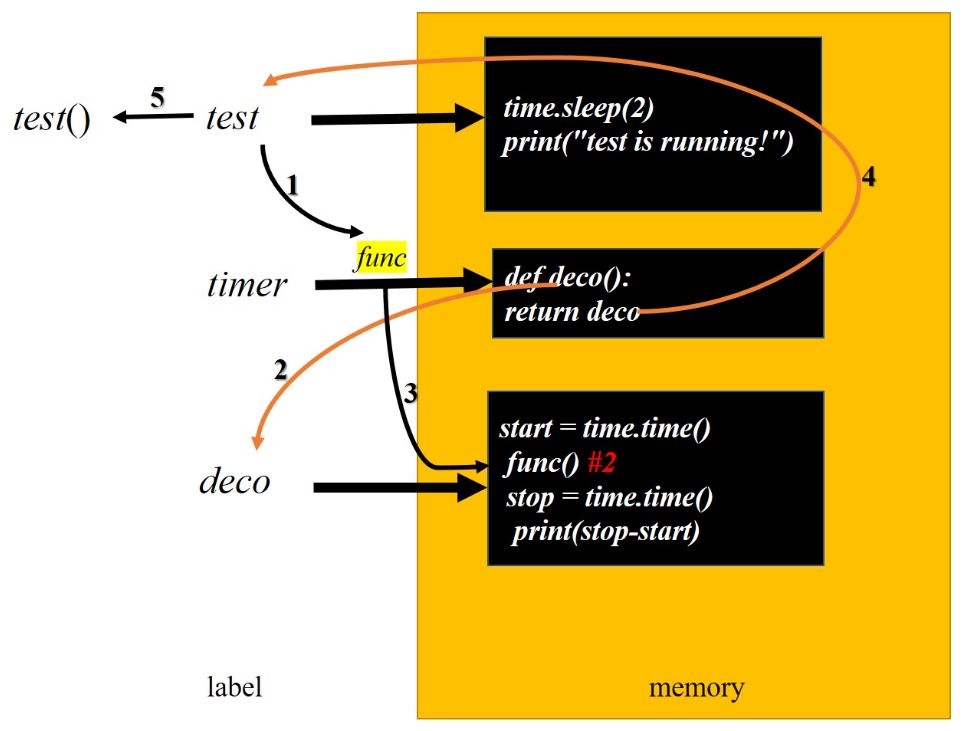 time.sleep(2)
print("test is running!")
test()
5
test
4
1
func
timer
def deco():
return deco
2
3
start = time.time()
func() #2
stop = time.time()
print(stop-start)
deco
label
memory